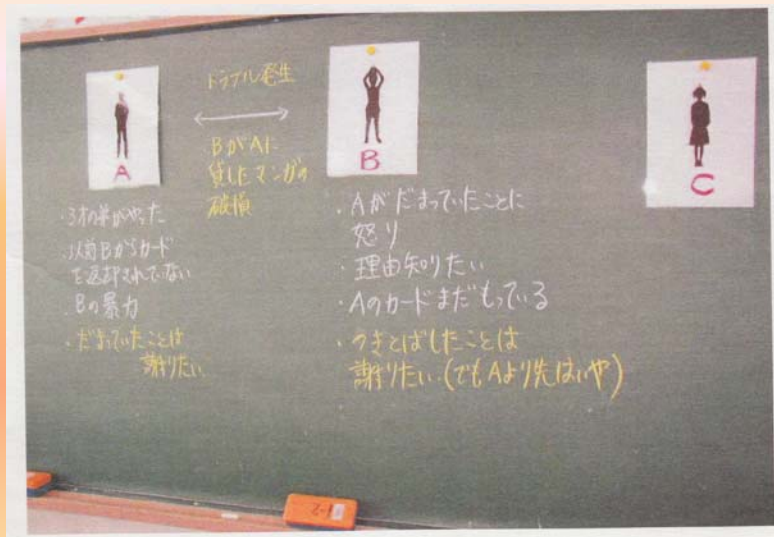 トラブル発生
BがAに
貸したマンガの
破損
A
・3才の弟がやった
・以前Bからカード
を返却されていない
・Bの暴力
・だまっていたことは
謝りたい
B
・Aがだまっていたことに
怒り
・理由知りたい
・Aのカードまだもっている
・つきとばしたことは
謝りたい(でもAより先はいや)
C